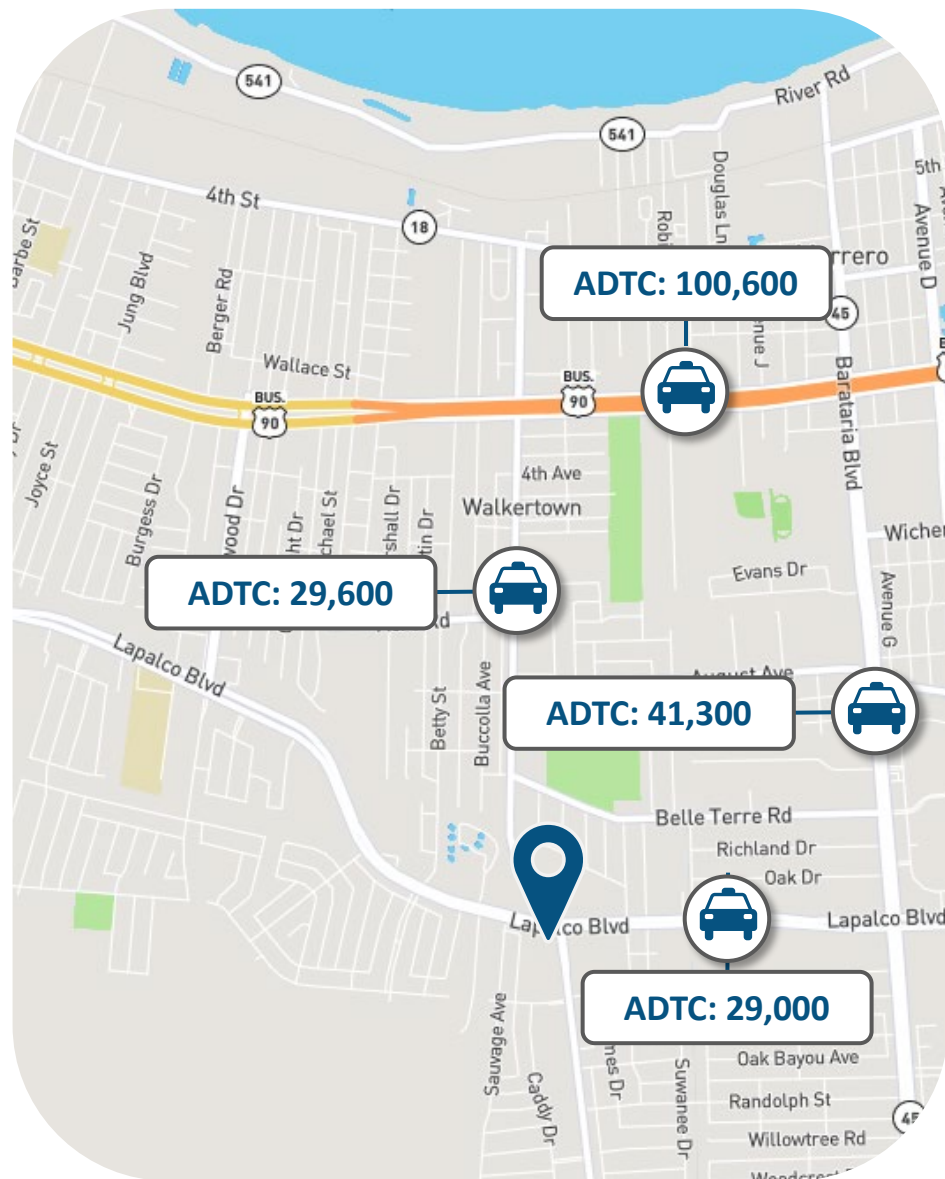 541
River Rd
541
5th
Douglas Ln
4th St
18
Avenue D
Jung Blvd
Berger Rd
ADTC: 100,600
45
Wallace St
BUS.
90
BUS.
90
Barataria Blvd
Joyce St
4th Ave
Walkertown
Burgess Dr
Evans Dr
ADTC: 29,600
Avenue G
Lapalco Blvd
August Ave
Betty St
Buccolla Ave
ADTC: 41,300
Belle Terre Rd
Richland Dr
Oak Dr
Lapalco Blvd
Lapalco Blvd
ADTC: 29,000
Sauvage Ave
Caddy Dr
Suwanee Dr
Oak Bayou Ave
Randolph St
45
Willowtree Rd